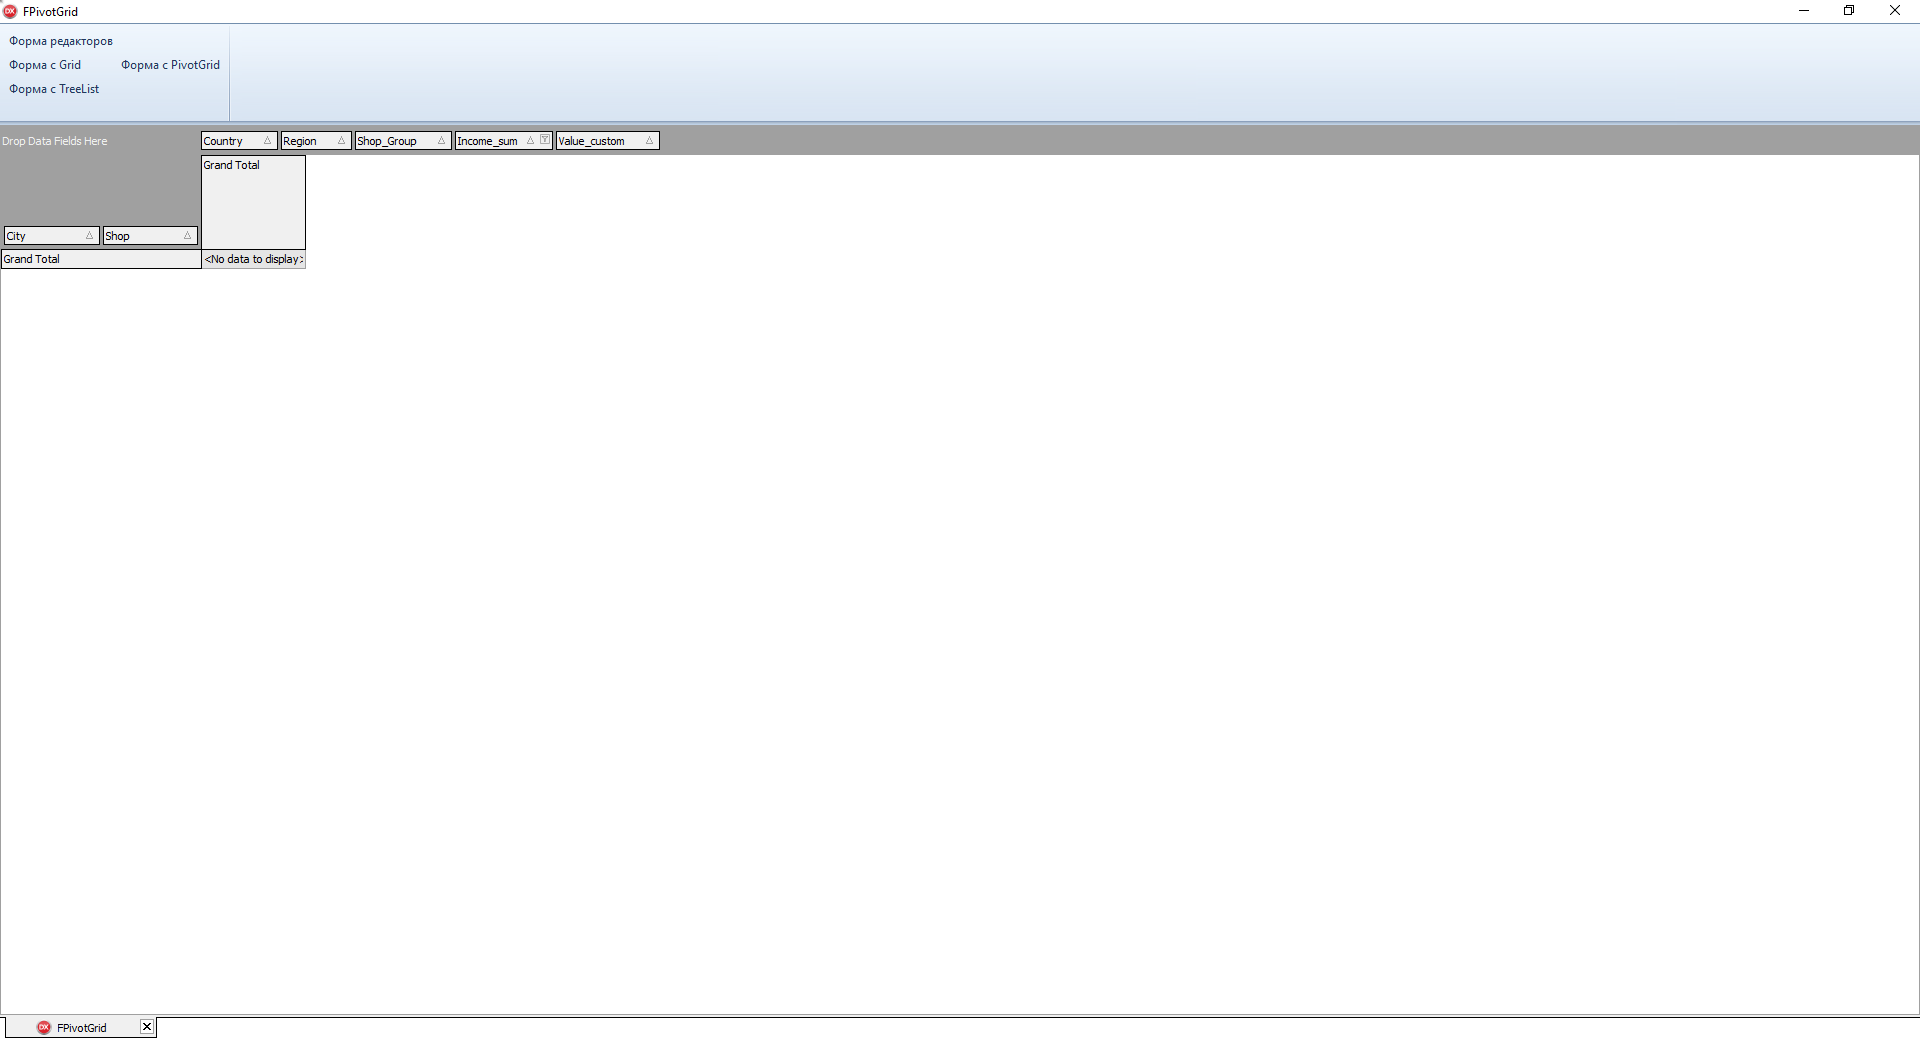 FPivotGrid
Форма редакторов
Форма с Grid Форма с PivotGrid
Форма с TreeList
Drop Data Fields Here Country Region Shop_Group Income_sum Value_custom
Grand Total
City Shop
Grand Total <No data to display>
FPivotGrid